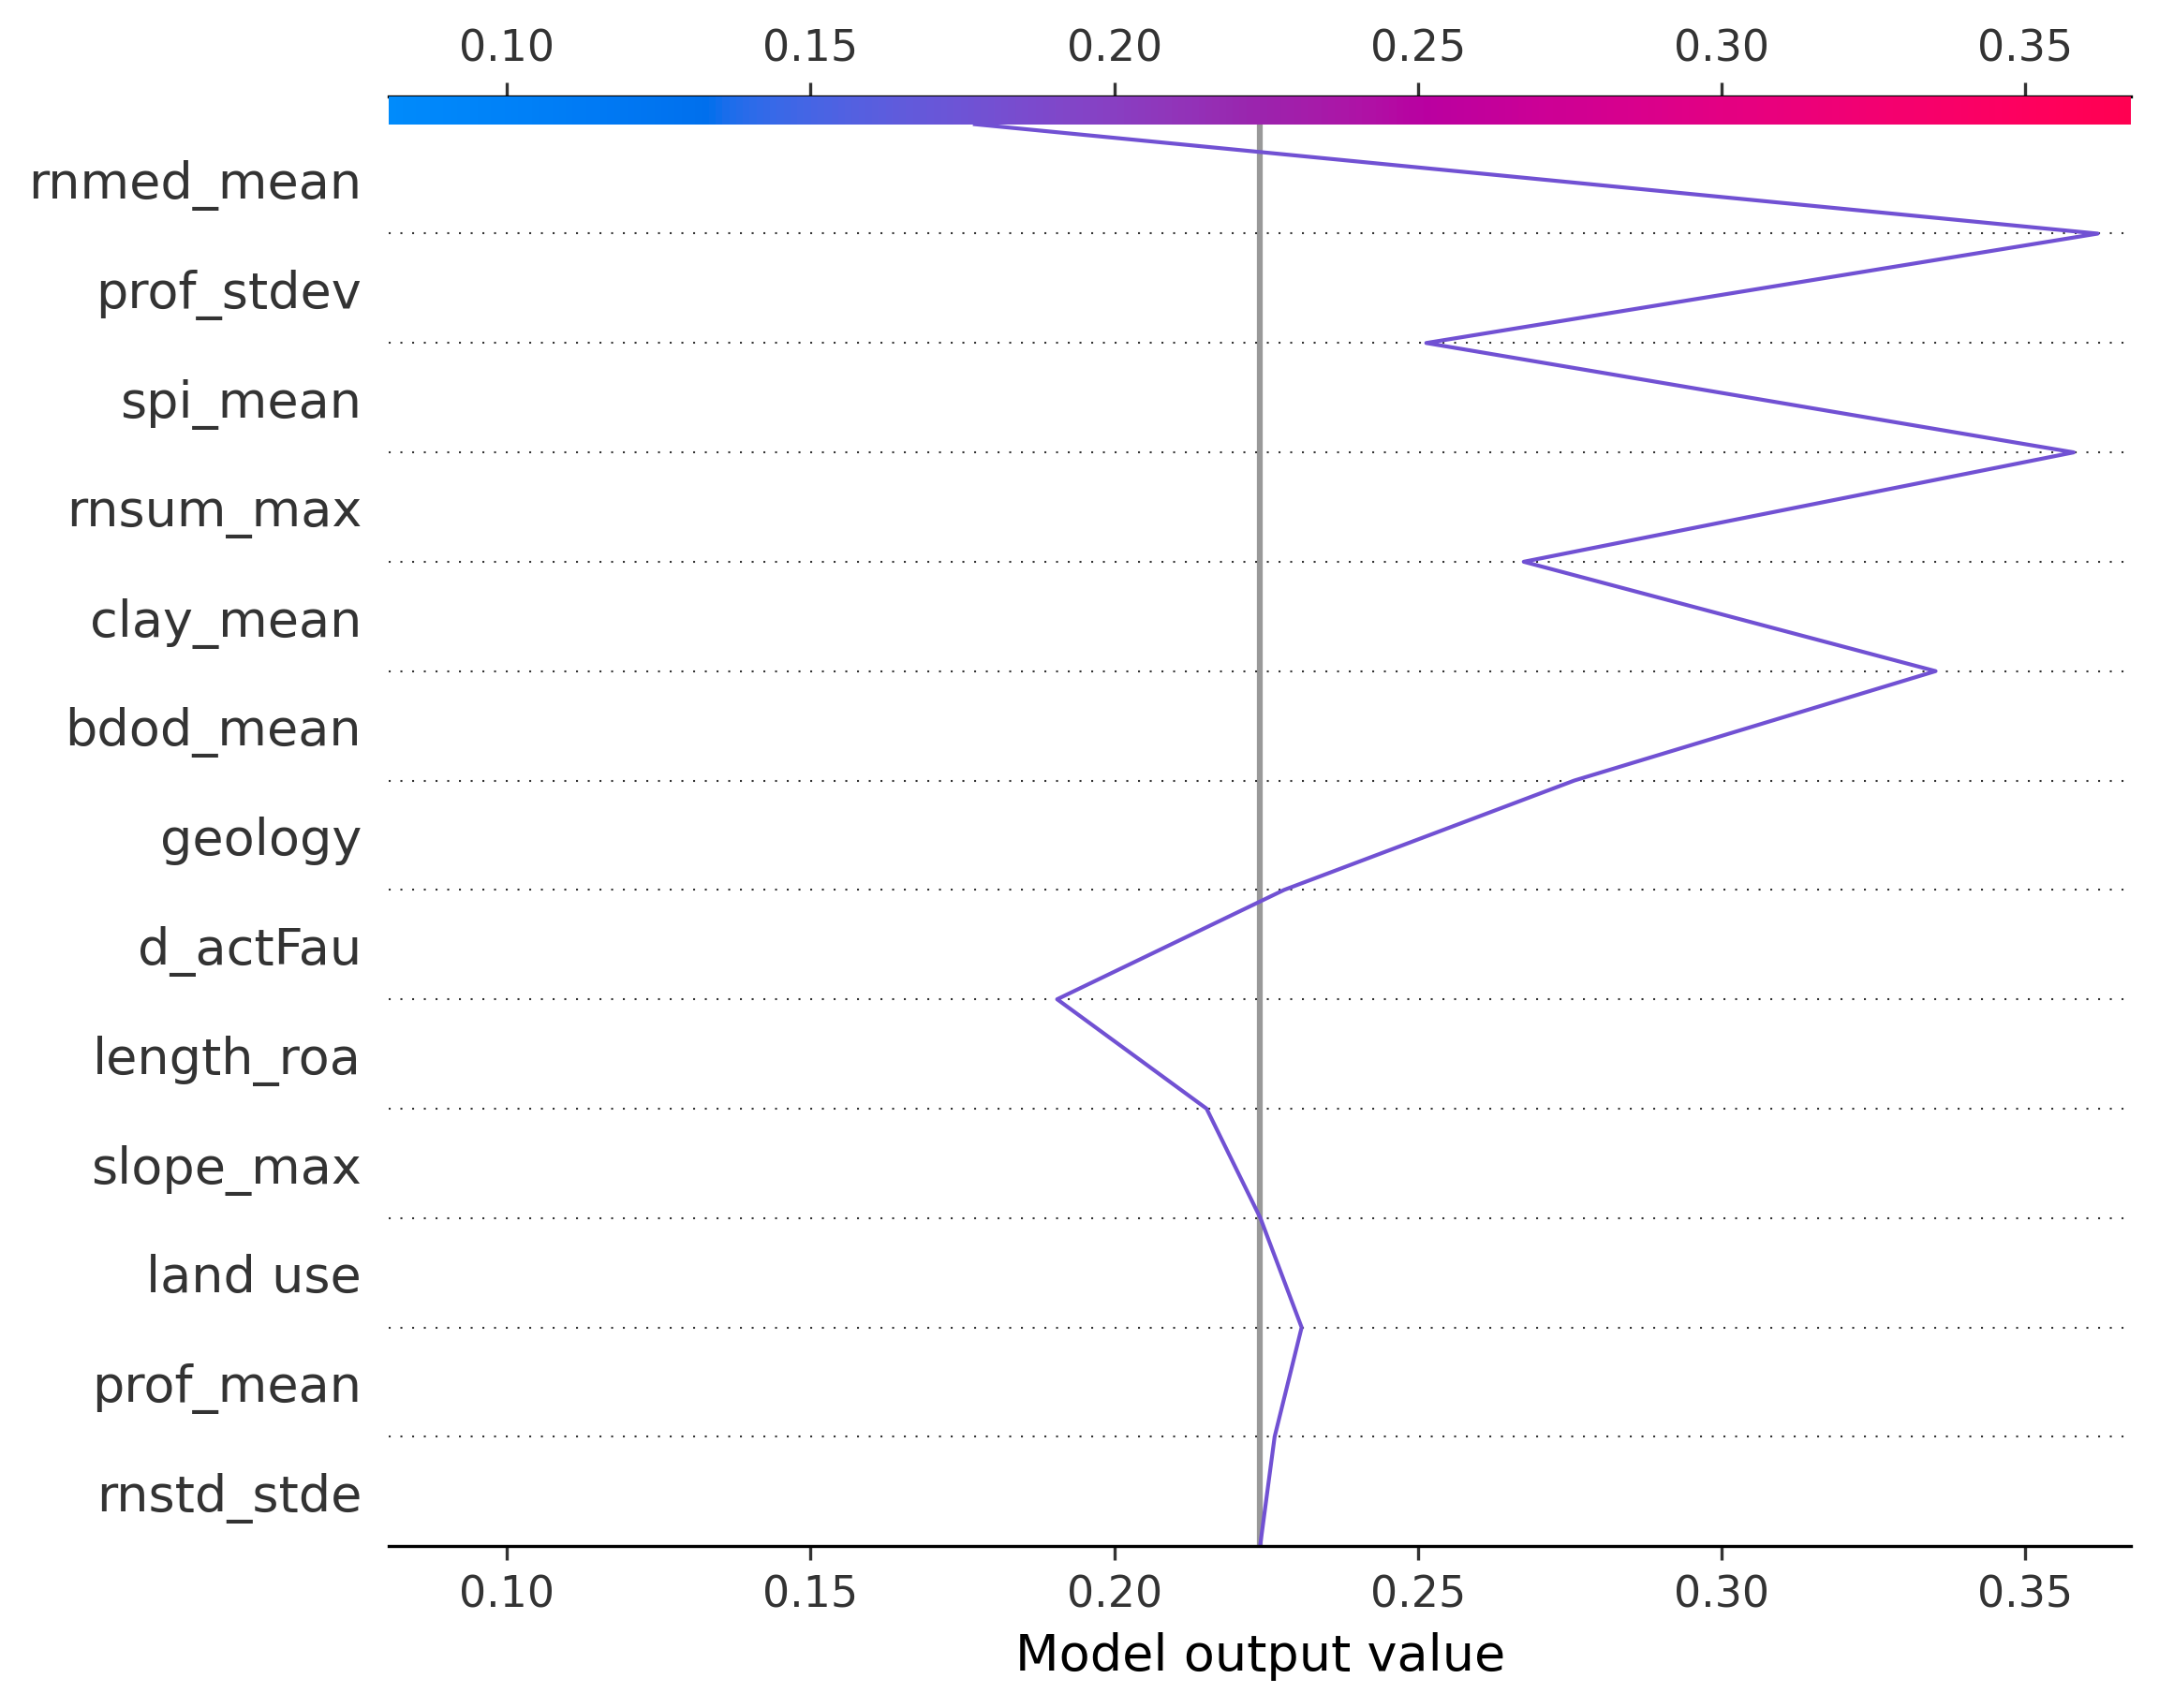 0.10 0.15 0.20 0.25 0.30 0.35
rnmed_mean
prof_stdev
spi_mean
rnsum_max
clay_mean
bdod_mean
geology
d_actFau
length_roa
slope_max
land use
prof_mean
rnstd_stde
0.10 0.15 0.20 0.25 0.30 0.35
Model output value